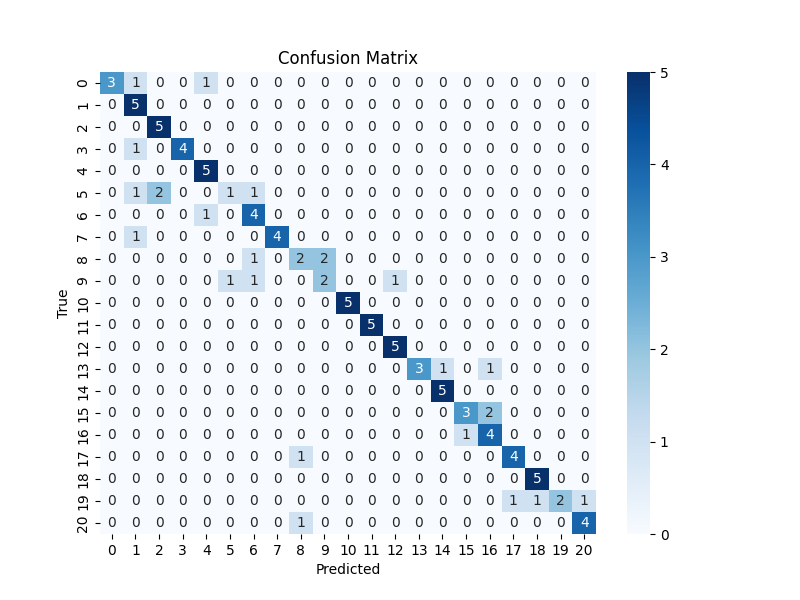 Confusion Matrix
0 3 1 0 0 1 0 0 0 0 0 0 0 0 0 0 0 0 0 0 0 0 5
1 0 5 0 0 0 0 0 0 0 0 0 0 0 0 0 0 0 0 0 0 0
2 0 0 5 0 0 0 0 0 0 0 0 0 0 0 0 0 0 0 0 0 0
3 0 1 0 4 0 0 0 0 0 0 0 0 0 0 0 0 0 0 0 0 0
4 0 0 0 0 5 0 0 0 0 0 0 0 0 0 0 0 0 0 0 0 0 4
5 0 1 2 0 0 1 1 0 0 0 0 0 0 0 0 0 0 0 0 0 0
6 0 0 0 0 1 0 4 0 0 0 0 0 0 0 0 0 0 0 0 0 0
7 0 1 0 0 0 0 0 4 0 0 0 0 0 0 0 0 0 0 0 0 0
8 0 0 0 0 0 0 1 0 2 2 0 0 0 0 0 0 0 0 0 0 0 3
9 0 0 0 0 0 1 1 0 0 2 0 0 1 0 0 0 0 0 0 0 0
True
10 0 0 0 0 0 0 0 0 0 0 5 0 0 0 0 0 0 0 0 0 0
11 0 0 0 0 0 0 0 0 0 0 0 5 0 0 0 0 0 0 0 0 0
12 0 0 0 0 0 0 0 0 0 0 0 0 5 0 0 0 0 0 0 0 0 2
13 0 0 0 0 0 0 0 0 0 0 0 0 0 3 1 0 1 0 0 0 0
14 0 0 0 0 0 0 0 0 0 0 0 0 0 0 5 0 0 0 0 0 0
15 0 0 0 0 0 0 0 0 0 0 0 0 0 0 0 3 2 0 0 0 0
16 0 0 0 0 0 0 0 0 0 0 0 0 0 0 0 1 4 0 0 0 0 1
17 0 0 0 0 0 0 0 0 1 0 0 0 0 0 0 0 0 4 0 0 0
18 0 0 0 0 0 0 0 0 0 0 0 0 0 0 0 0 0 0 5 0 0
19 0 0 0 0 0 0 0 0 0 0 0 0 0 0 0 0 0 1 1 2 1
20 0 0 0 0 0 0 0 0 1 0 0 0 0 0 0 0 0 0 0 0 4 0
0 1 2 3 4 5 6 7 8 9 10 11 12 13 14 15 16 17 18 19 20
Predicted